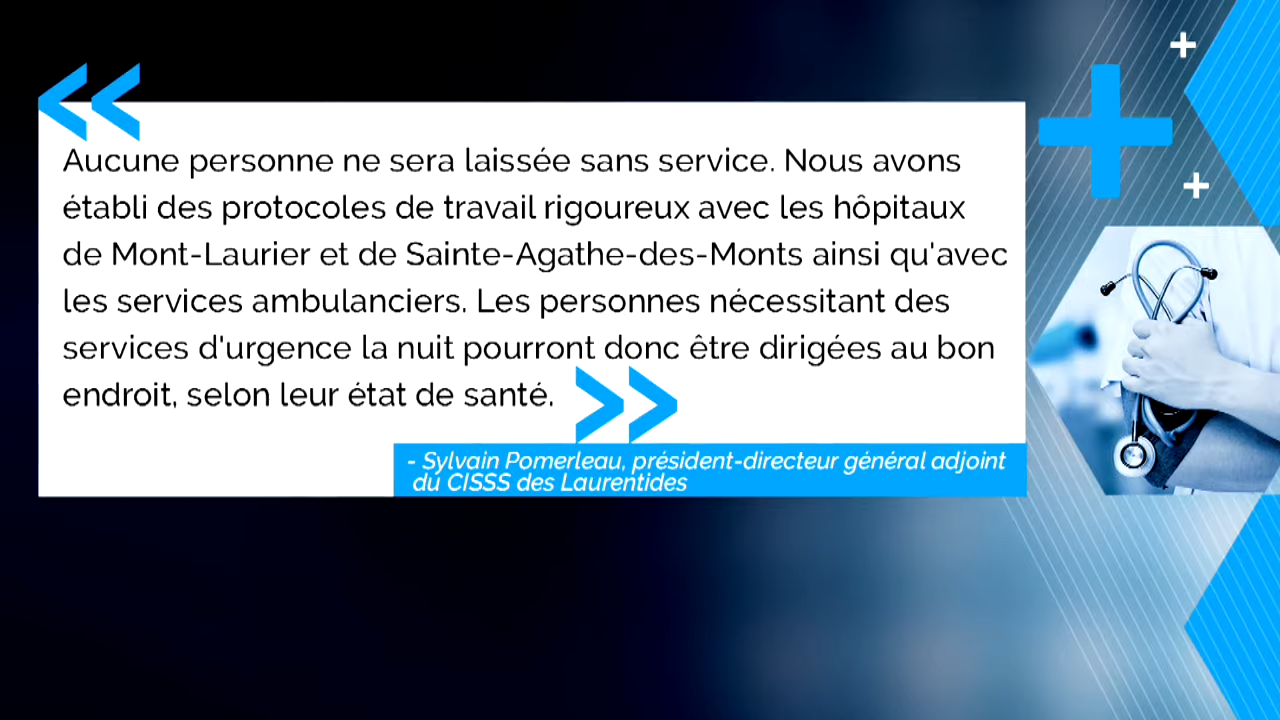 «
Aucune personne ne sera laissée sans service. Nous avons
établi des protocoles de travail rigoureux avec les hôpitaux
de Mont-Laurier et de Sainte-Agathe-des-Monts ainsi qu'avec
les services ambulanciers. Les personnes nécessitant des
services d'urgence la nuit pourront donc être dirigées au bon
endroit, selon leur état de santé. »
- Sylvain Pomerleau, président-directeur général adjoint
du CISSS des Laurentides